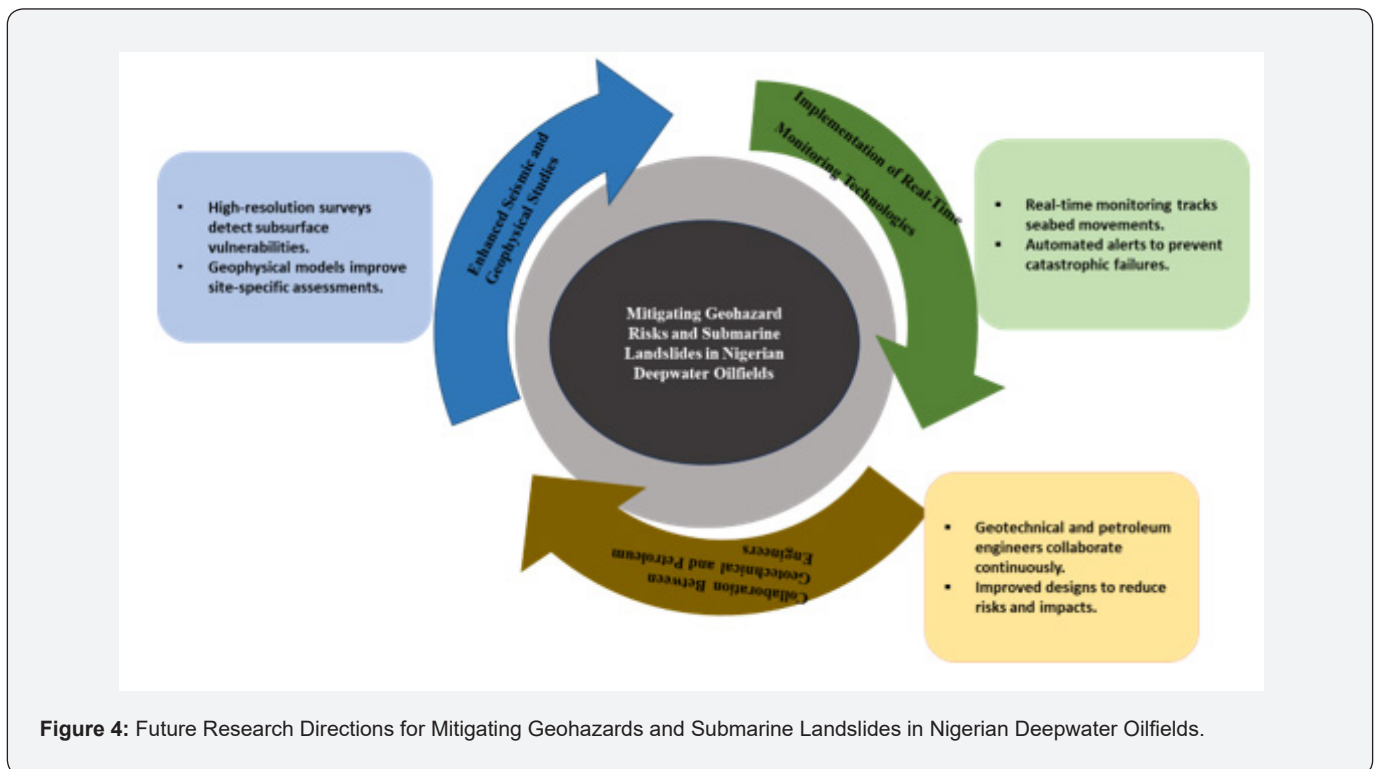 Enhanced Seismic and
Geophysical Studies
Implementation of Real-Time
Monitoring Technologies
• High-resolution surveys
detect subsurface
vulnerabilities.
• Geophysical models improve
site-specific assessments.
▪ Real-time monitoring tracks
seabed movements.
▪ Automated alerts to prevent
catastrophic failures.
Mitigating Geohazard
Risks and Submarine
Landslides in Nigerian
Deepwater Oilfields
Collaboration Between
Geotechnical and Petroleum
Engineers
▪ Geotechnical and petroleum
engineers collaborate
continuously.
▪ Improved designs to reduce
risks and impacts.
Figure 4: Future Research Directions for Mitigating Geohazards and Submarine Landslides in Nigerian Deepwater Oilfields.